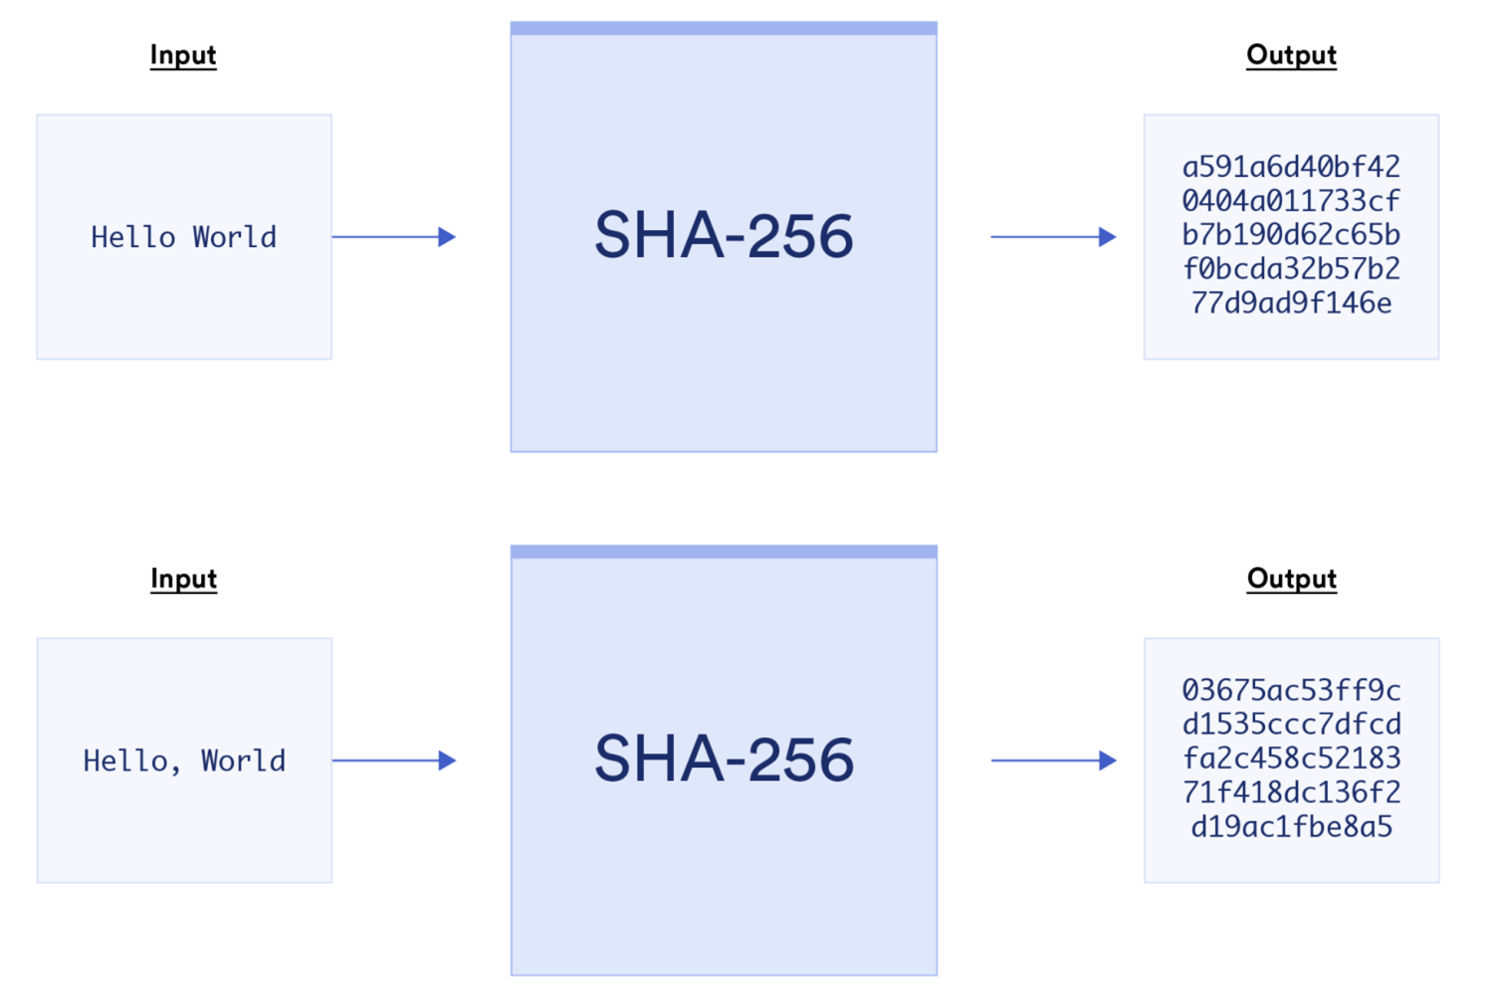 Input
Output
Hello World
SHA-256
a591a6d40bf42
0404a011733cf
b7b190d62c65b
f0bcda32b57b2
77d9ad9f146e
Input
Output
Hello, World
SHA-256
03675ac53ff9c
d1535ccc7dfcd
fa2c458c52183
71f418dc136f2
d19ac1fbe8a5